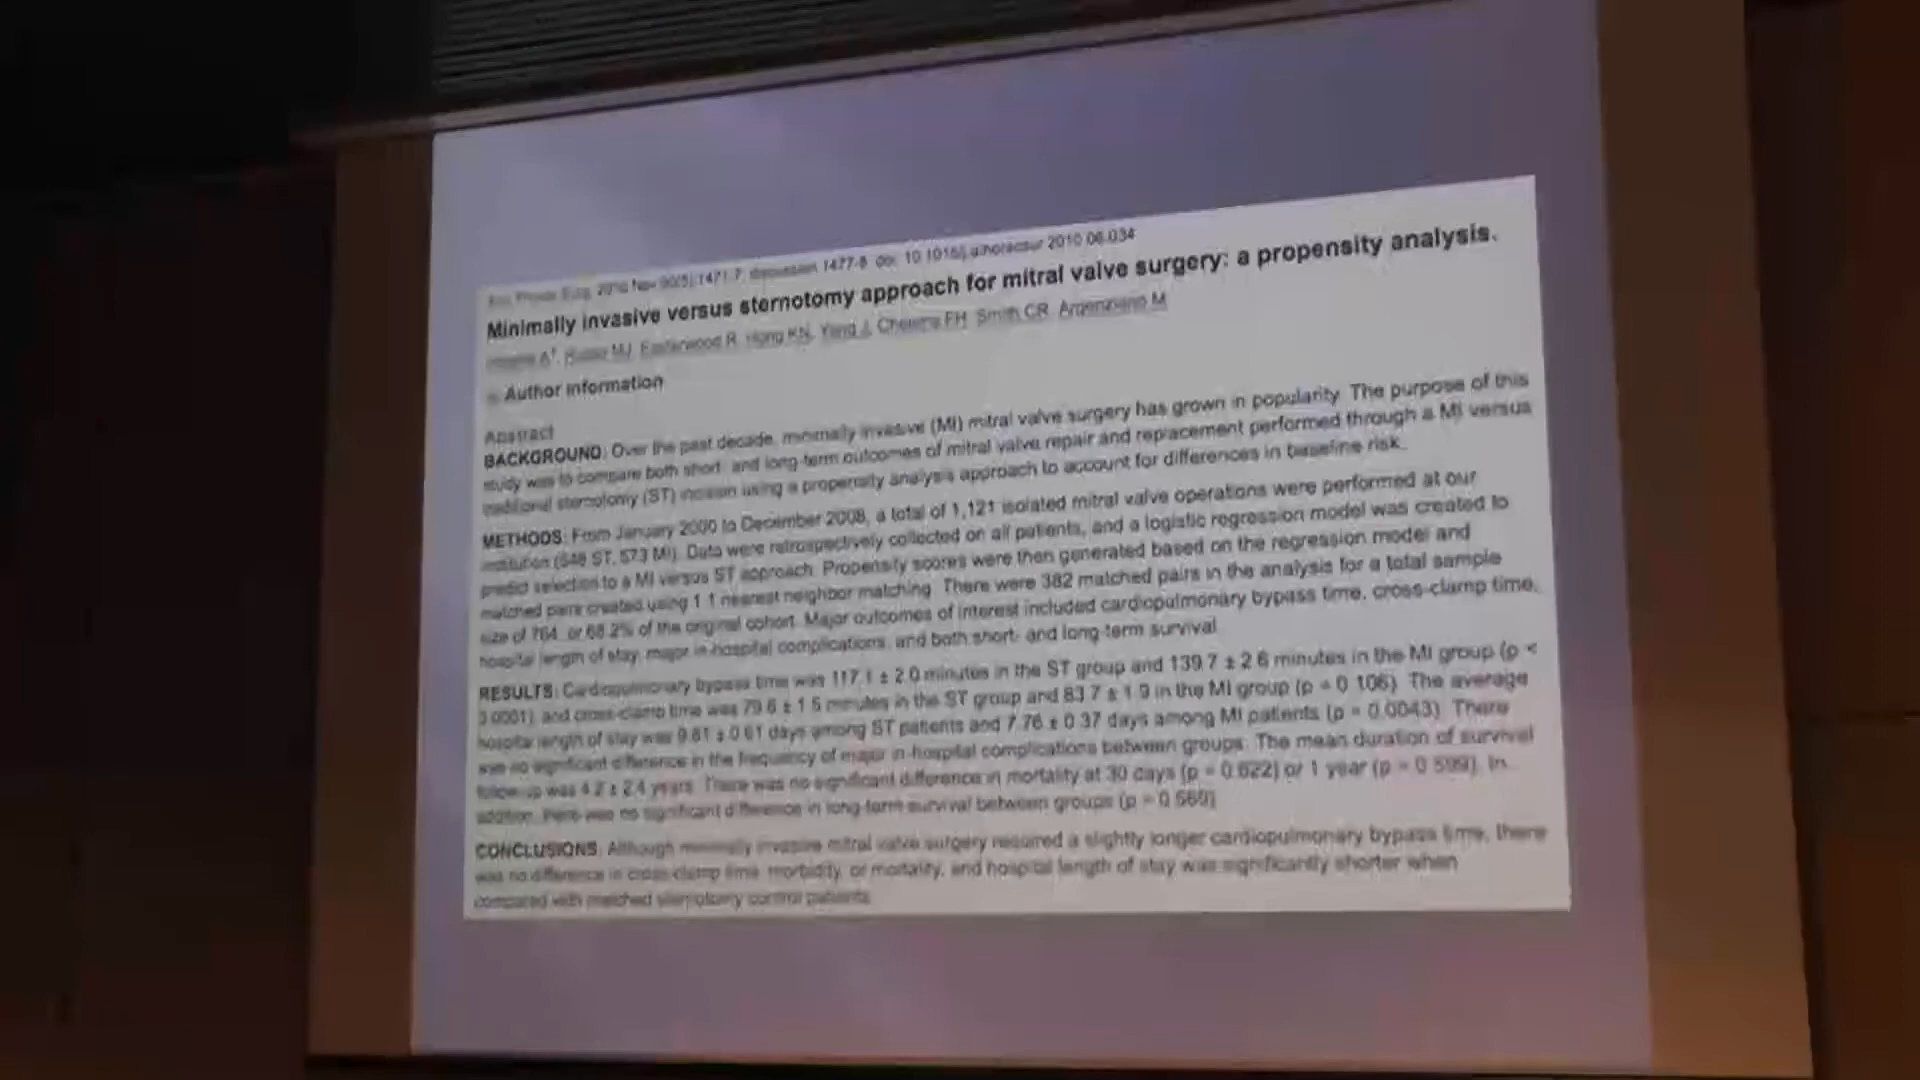 2010 Nov 90(5):1471-7; discussion 1477-8. doi: 10.1016/j.athoracsur.2010.06.034
Minimally invasive versus sternotomy approach for mitral valve surgery: a propensity analysis.
Russo MJ, Easterwood R, Hong KN, Yang J, Cheema FH, Smith CR, Argenziano M
Author information
Abstract
BACKGROUND: Over the past decade, minimally invasive (MI) mitral valve surgery has grown in popularity. The purpose of this
study was to compare both short- and long-term outcomes of mitral valve repair and replacement performed through a MI versus
traditional sternotomy (ST) incision using a propensity analysis approach to account for differences in baseline risk.
METHODS: From January 2000 to December 2008, a total of 1,121 isolated mitral valve operations were performed at our
institution (548 ST, 573 MI). Data were retrospectively collected on all patients, and a logistic regression model was created to
predict selection to a MI versus ST approach. Propensity scores were then generated based on the regression model and
matched pairs created using 1:1 nearest neighbor matching. There were 382 matched pairs in the analysis for a total sample
size of 764, or 68.2% of the original cohort. Major outcomes of interest included cardiopulmonary bypass time, cross-clamp time,
hospital length of stay, major in-hospital complications, and both short- and long-term survival.
RESULTS: Cardiopulmonary bypass time was 117.1 ± 2.0 minutes in the ST group and 139.7 ± 2.6 minutes in the MI group (p <
0.0001), and cross-clamp time was 79.6 ± 1.5 minutes in the ST group and 83.7 ± 1.9 in the MI group (p = 0.106). The average
hospital length of stay was 9.81 ± 0.61 days among ST patients and 7.76 ± 0.37 days among MI patients (p = 0.0043). There
was no significant difference in the frequency of major in-hospital complications between groups. The mean duration of survival
follow-up was 4.2 ± 2.4 years. There was no significant difference in mortality at 30 days (p = 0.622) or 1 year (p = 0.599). In
addition, there was no significant difference in long-term survival between groups (p = 0.569)
CONCLUSIONS: Although minimally invasive mitral valve surgery required a slightly longer cardiopulmonary bypass time, there
was no difference in cross-clamp time, morbidity, or mortality, and hospital length of stay was significantly shorter when
compared with matched sternotomy control patients.